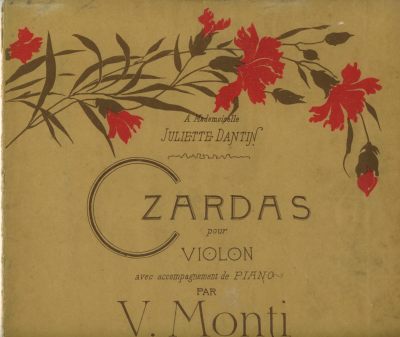 A Mademoiselle
JULIETTE DANTIN
CZARDAS
pour
VIOLON
avec accompagnement de PIANO
PAR
V. Monti